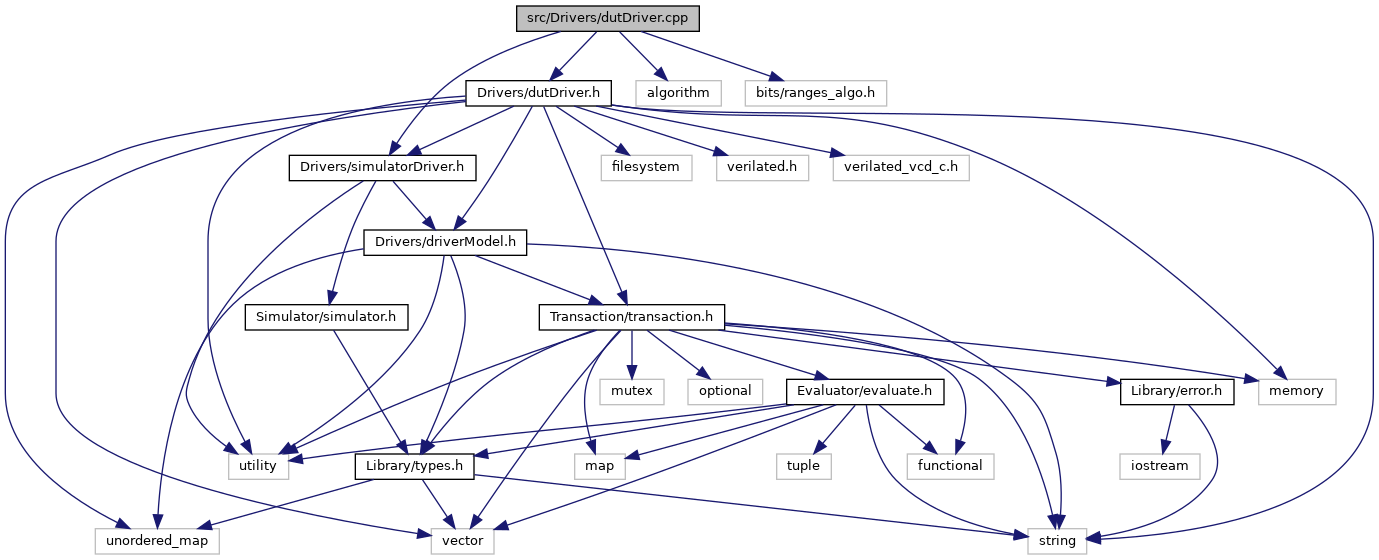 src/Drivers/dutDriver.cpp
Drivers/dutDriver.h
algorithm
bits/ranges_algo.h
Drivers/simulatorDriver.h
filesystem
verilated.h
verilated_vcd_c.h
Drivers/driverModel.h
Simulator/simulator.h
Transaction/transaction.h
mutex
optional
Evaluator/evaluate.h
Library/error.h
memory
utility
Library/types.h
map
tuple
functional
iostream
unordered_map
vector
string